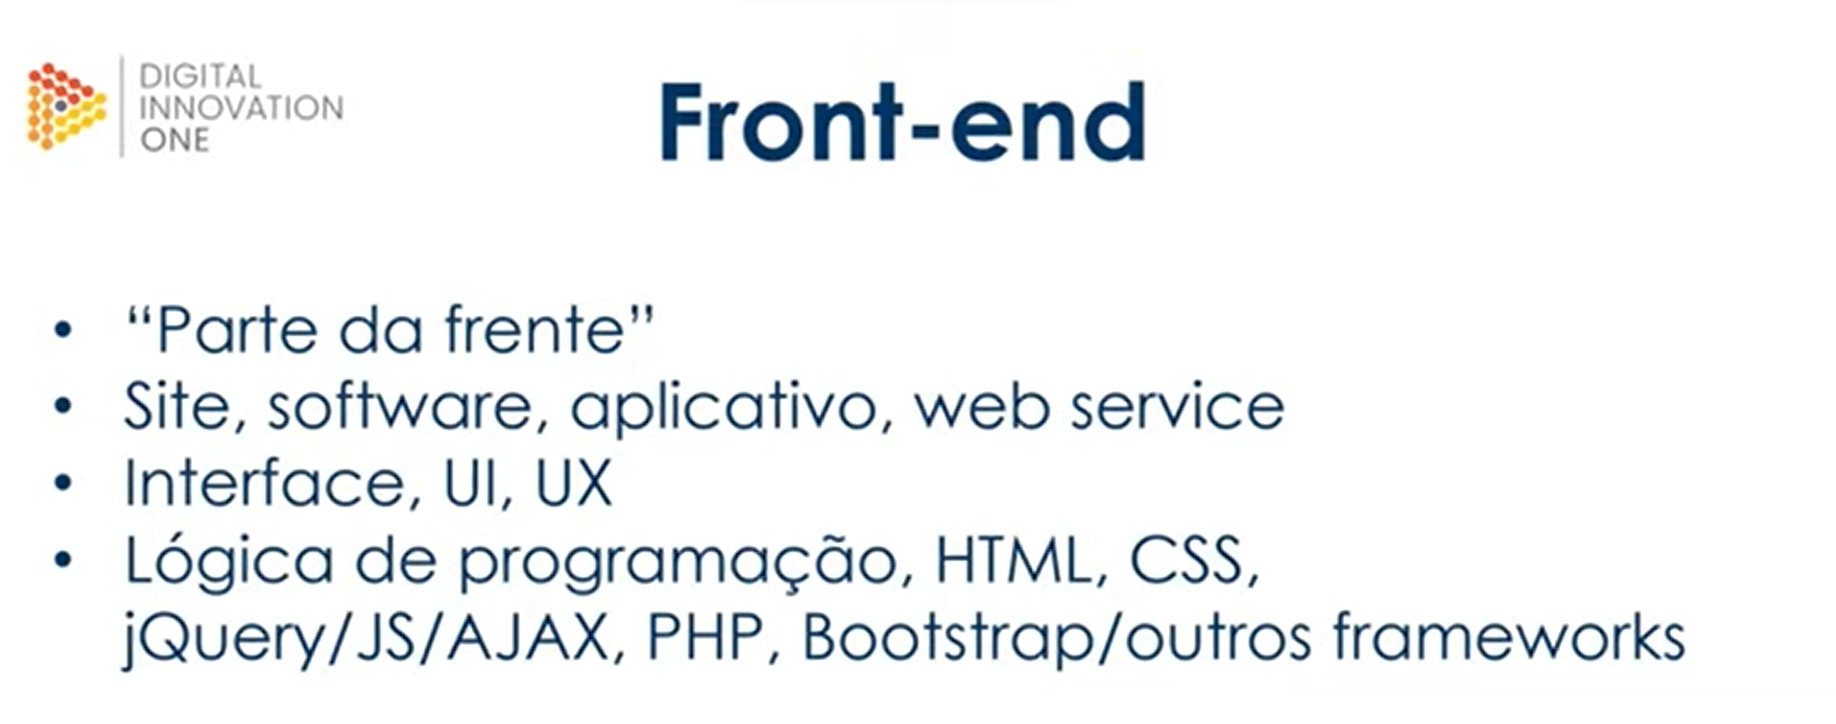 DIGITAL
INNOVATION
ONE
Front-end
• “Parte da frente”
• Site, software, aplicativo, web service
• Interface, UI, UX
• Lógica de programação, HTML, CSS,
jQuery/JS/AJAX, PHP, Bootstrap/outros frameworks